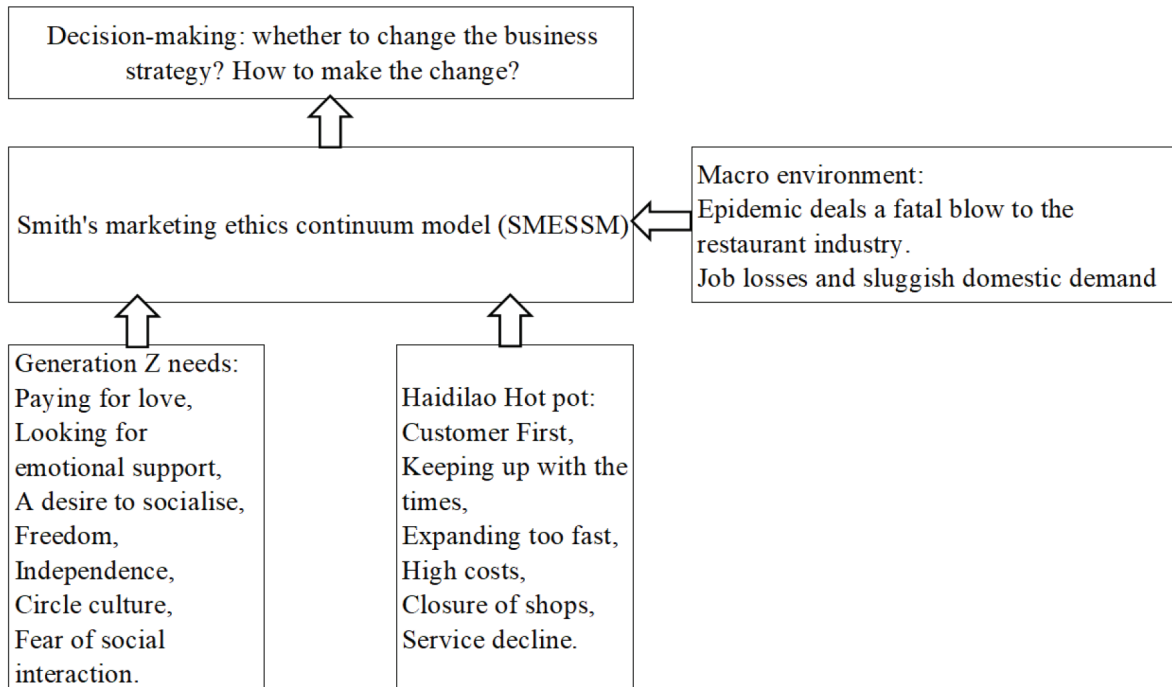 Decision-making: whether to change the business
strategy? How to make the change?
Smith's marketing ethics continuum model (SMESSM)
Macro environment:
Epidemic deals a fatal blow to the
restaurant industry.
Job losses and sluggish domestic demand
Generation Z needs:
Paying for love,
Looking for
emotional support,
A desire to socialise,
Freedom,
Independence,
Circle culture,
Fear of social
interaction.
Haidilao Hot pot:
Customer First,
Keeping up with the
times,
Expanding too fast,
High costs,
Closure of shops,
Service decline.